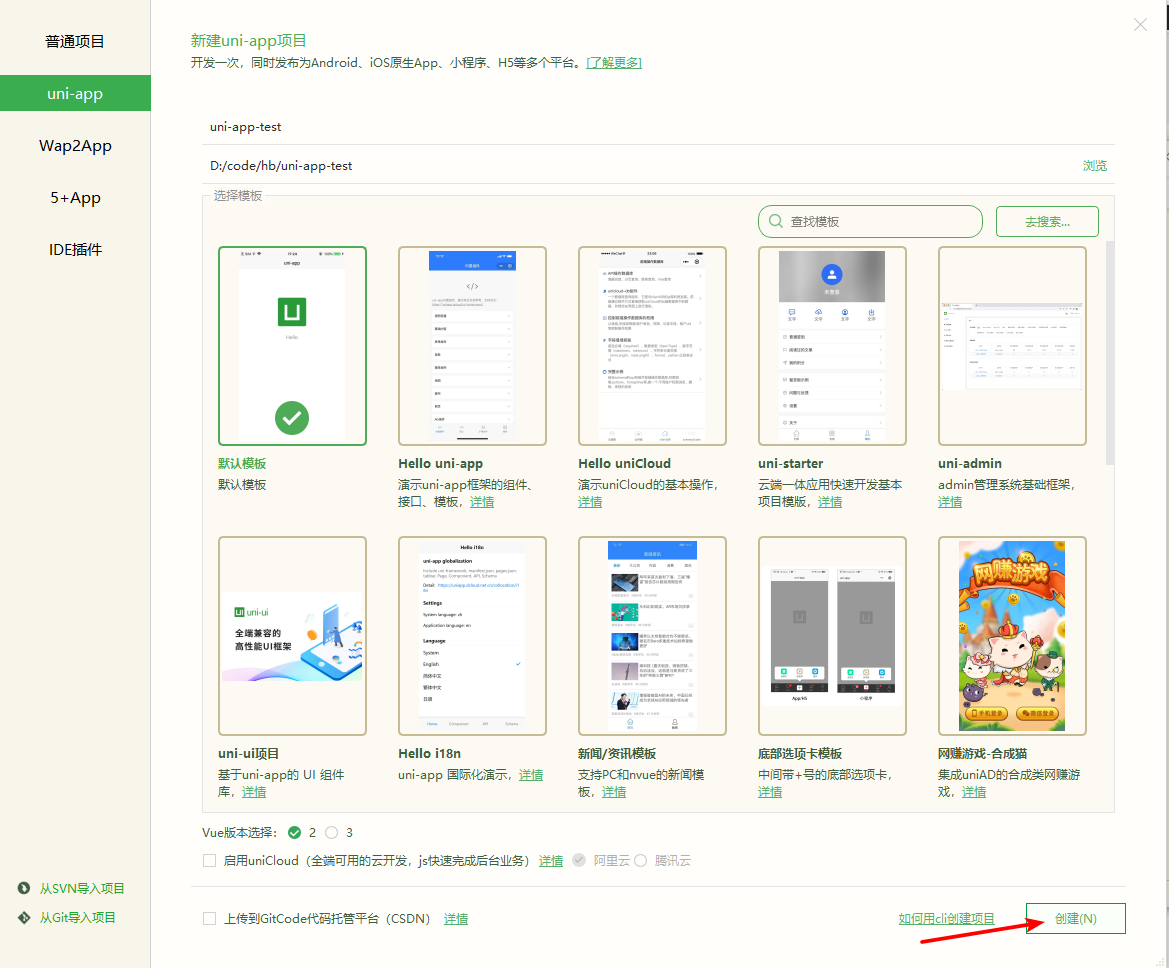 普通项目
uni-app
Wap2App
5+App
IDE插件
从SVN导入项目
从Git导入项目
新建uni-app项目
开发一次，同时发布为Android、iOS原生App、小程序、H5等多个平台。[了解更多]
uni-app-test
D:/code/hb/uni-app-test
浏览
选择模板
查找模板
去搜索...
uni-app
Hello
默认模板
默认模板
Hello uni-app
演示uni-app框架的组件、
接口、模板，详情
Hello uniCloud
演示uniCloud的基本操作，
详情
uni-starter
云端一体应用快速开发基本
项目模版，详情
uni-admin
admin管理系统基础框架，
详情
uni-ui
全端兼容的
高性能UI框架
uni-ui项目
基于uni-app的 UI 组件
库，详情
Hello i18n
uni-app globalization
Settings
System language: zh
Application language: en
Language
System
English
简体中文
繁体中文
日语
Home
Component
API
Schema
Hello i18n
uni-app 国际化演示，详情
新闻/资讯模板
支持PC和nvue的新闻模
板，详情
App/H5
小程序
底部选项卡模板
中间带+号的底部选项卡，
详情
网赚游戏
手机登录
微信登录
网赚游戏-合成猫
集成uniAD的合成类网赚游
戏，详情
Vue版本选择： 2 3
启用uniCloud（全端可用的云开发，js快速完成后台业务） 详情 阿里云 腾讯云
上传到GitCode代码托管平台（CSDN） 详情
如何用cli创建项目
创建(N)